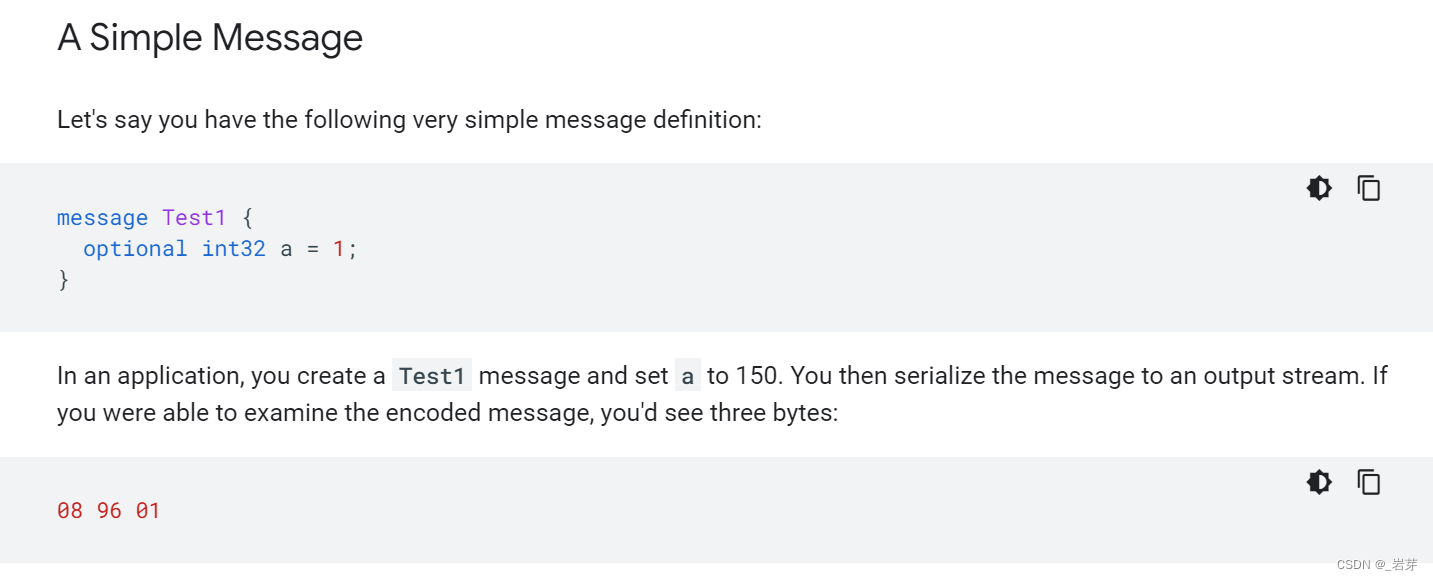 A Simple Message
Let's say you have the following very simple message definition:
message Test1 {
  optional int32 a = 1;
}
In an application, you create a Test1 message and set a to 150. You then serialize the message to an output stream. If
you were able to examine the encoded message, you'd see three bytes:
08 96 01
CSDN @_岩芽